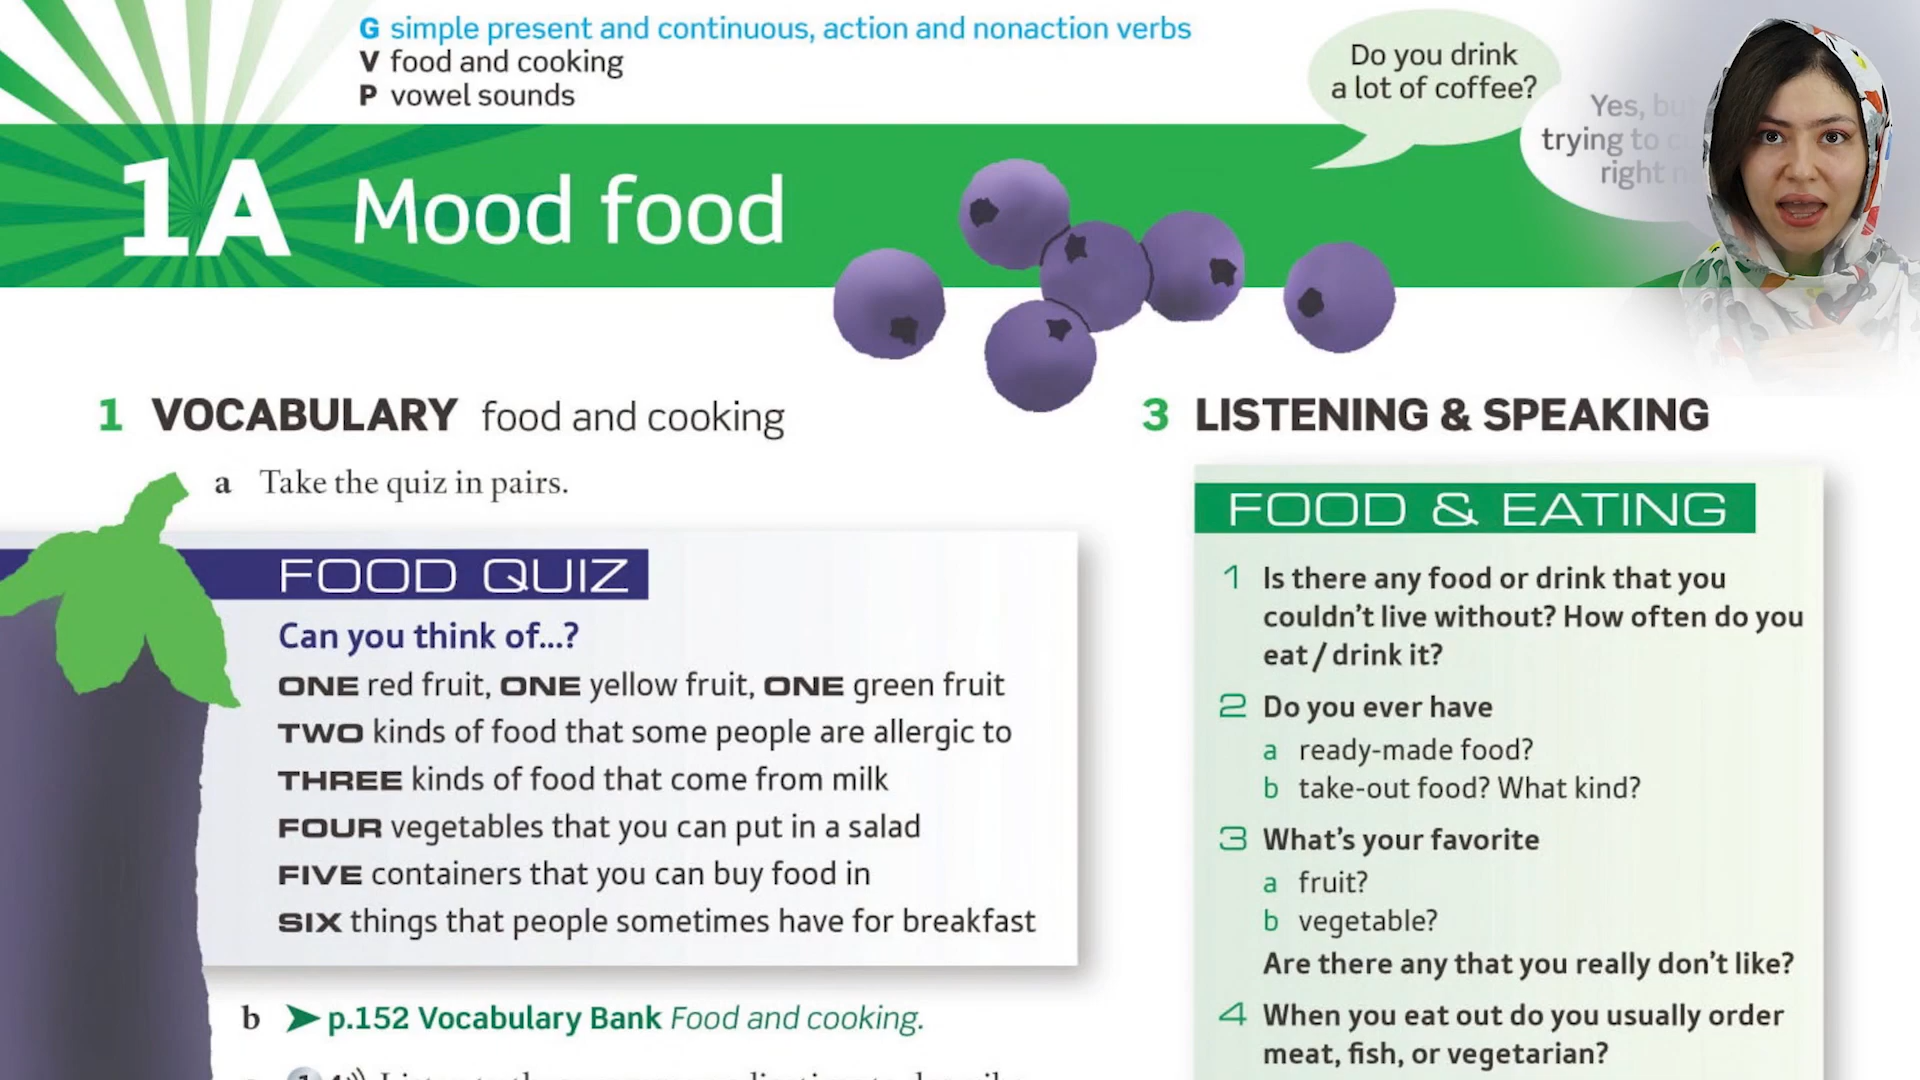 G simple present and continuous, action and nonaction verbs
V food and cooking
P vowel sounds
Do you drink
a lot of coffee?
Yes,
trying to
right
1A Mood food
1 VOCABULARY food and cooking
a Take the quiz in pairs.
FOOD QUIZ
Can you think of...?
ONE red fruit, ONE yellow fruit, ONE green fruit
TWO kinds of food that some people are allergic to
THREE kinds of food that come from milk
FOUR vegetables that you can put in a salad
FIVE containers that you can buy food in
SIX things that people sometimes have for breakfast
b ➤ p.152 Vocabulary Bank Food and cooking.
3 LISTENING & SPEAKING
FOOD & EATING
1 Is there any food or drink that you
couldn't live without? How often do you
eat / drink it?
2 Do you ever have
a ready-made food?
b take-out food? What kind?
3 What's your favorite
a fruit?
b vegetable?
Are there any that you really don't like?
4 When you eat out do you usually order
meat, fish, or vegetarian?